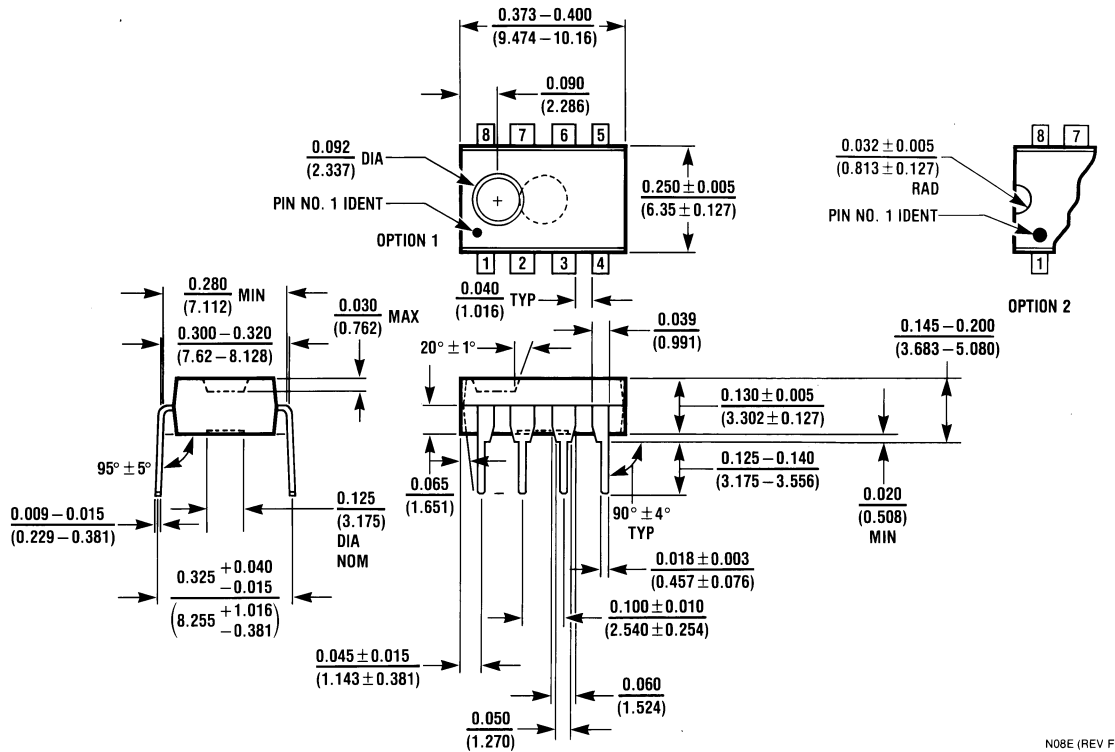 0.373 – 0.400
(9.474 – 10.16)
0.090
(2.286)
8 7 6 5
0.092 DIA
(2.337)
PIN NO. 1 IDENT
OPTION 1
0.250 ± 0.005
(6.35 ± 0.127)
1 2 3 4
8 7
0.032 ± 0.005
(0.813 ± 0.127)
RAD
PIN NO. 1 IDENT
1
OPTION 2
0.280 MIN
(7.112)
0.300 – 0.320
(7.62 – 8.128)
0.030 MAX
(0.762)
0.040 TYP
(1.016)
0.039
(0.991)
20° ± 1°
0.145 – 0.200
(3.683 – 5.080)
0.130 ± 0.005
(3.302 ± 0.127)
0.125 – 0.140
(3.175 – 3.556)
0.020
(0.508)
MIN
95° ± 5°
0.065
(1.651)
90° ± 4°
TYP
0.009 – 0.015
(0.229 – 0.381)
0.125
(3.175)
DIA
NOM
0.325 +0.040
−0.015
(8.255 +1.016
−0.381)
0.018 ± 0.003
(0.457 ± 0.076)
0.100 ± 0.010
(2.540 ± 0.254)
0.045 ± 0.015
(1.143 ± 0.381)
0.060
(1.524)
0.050
(1.270)
N08E (REV F